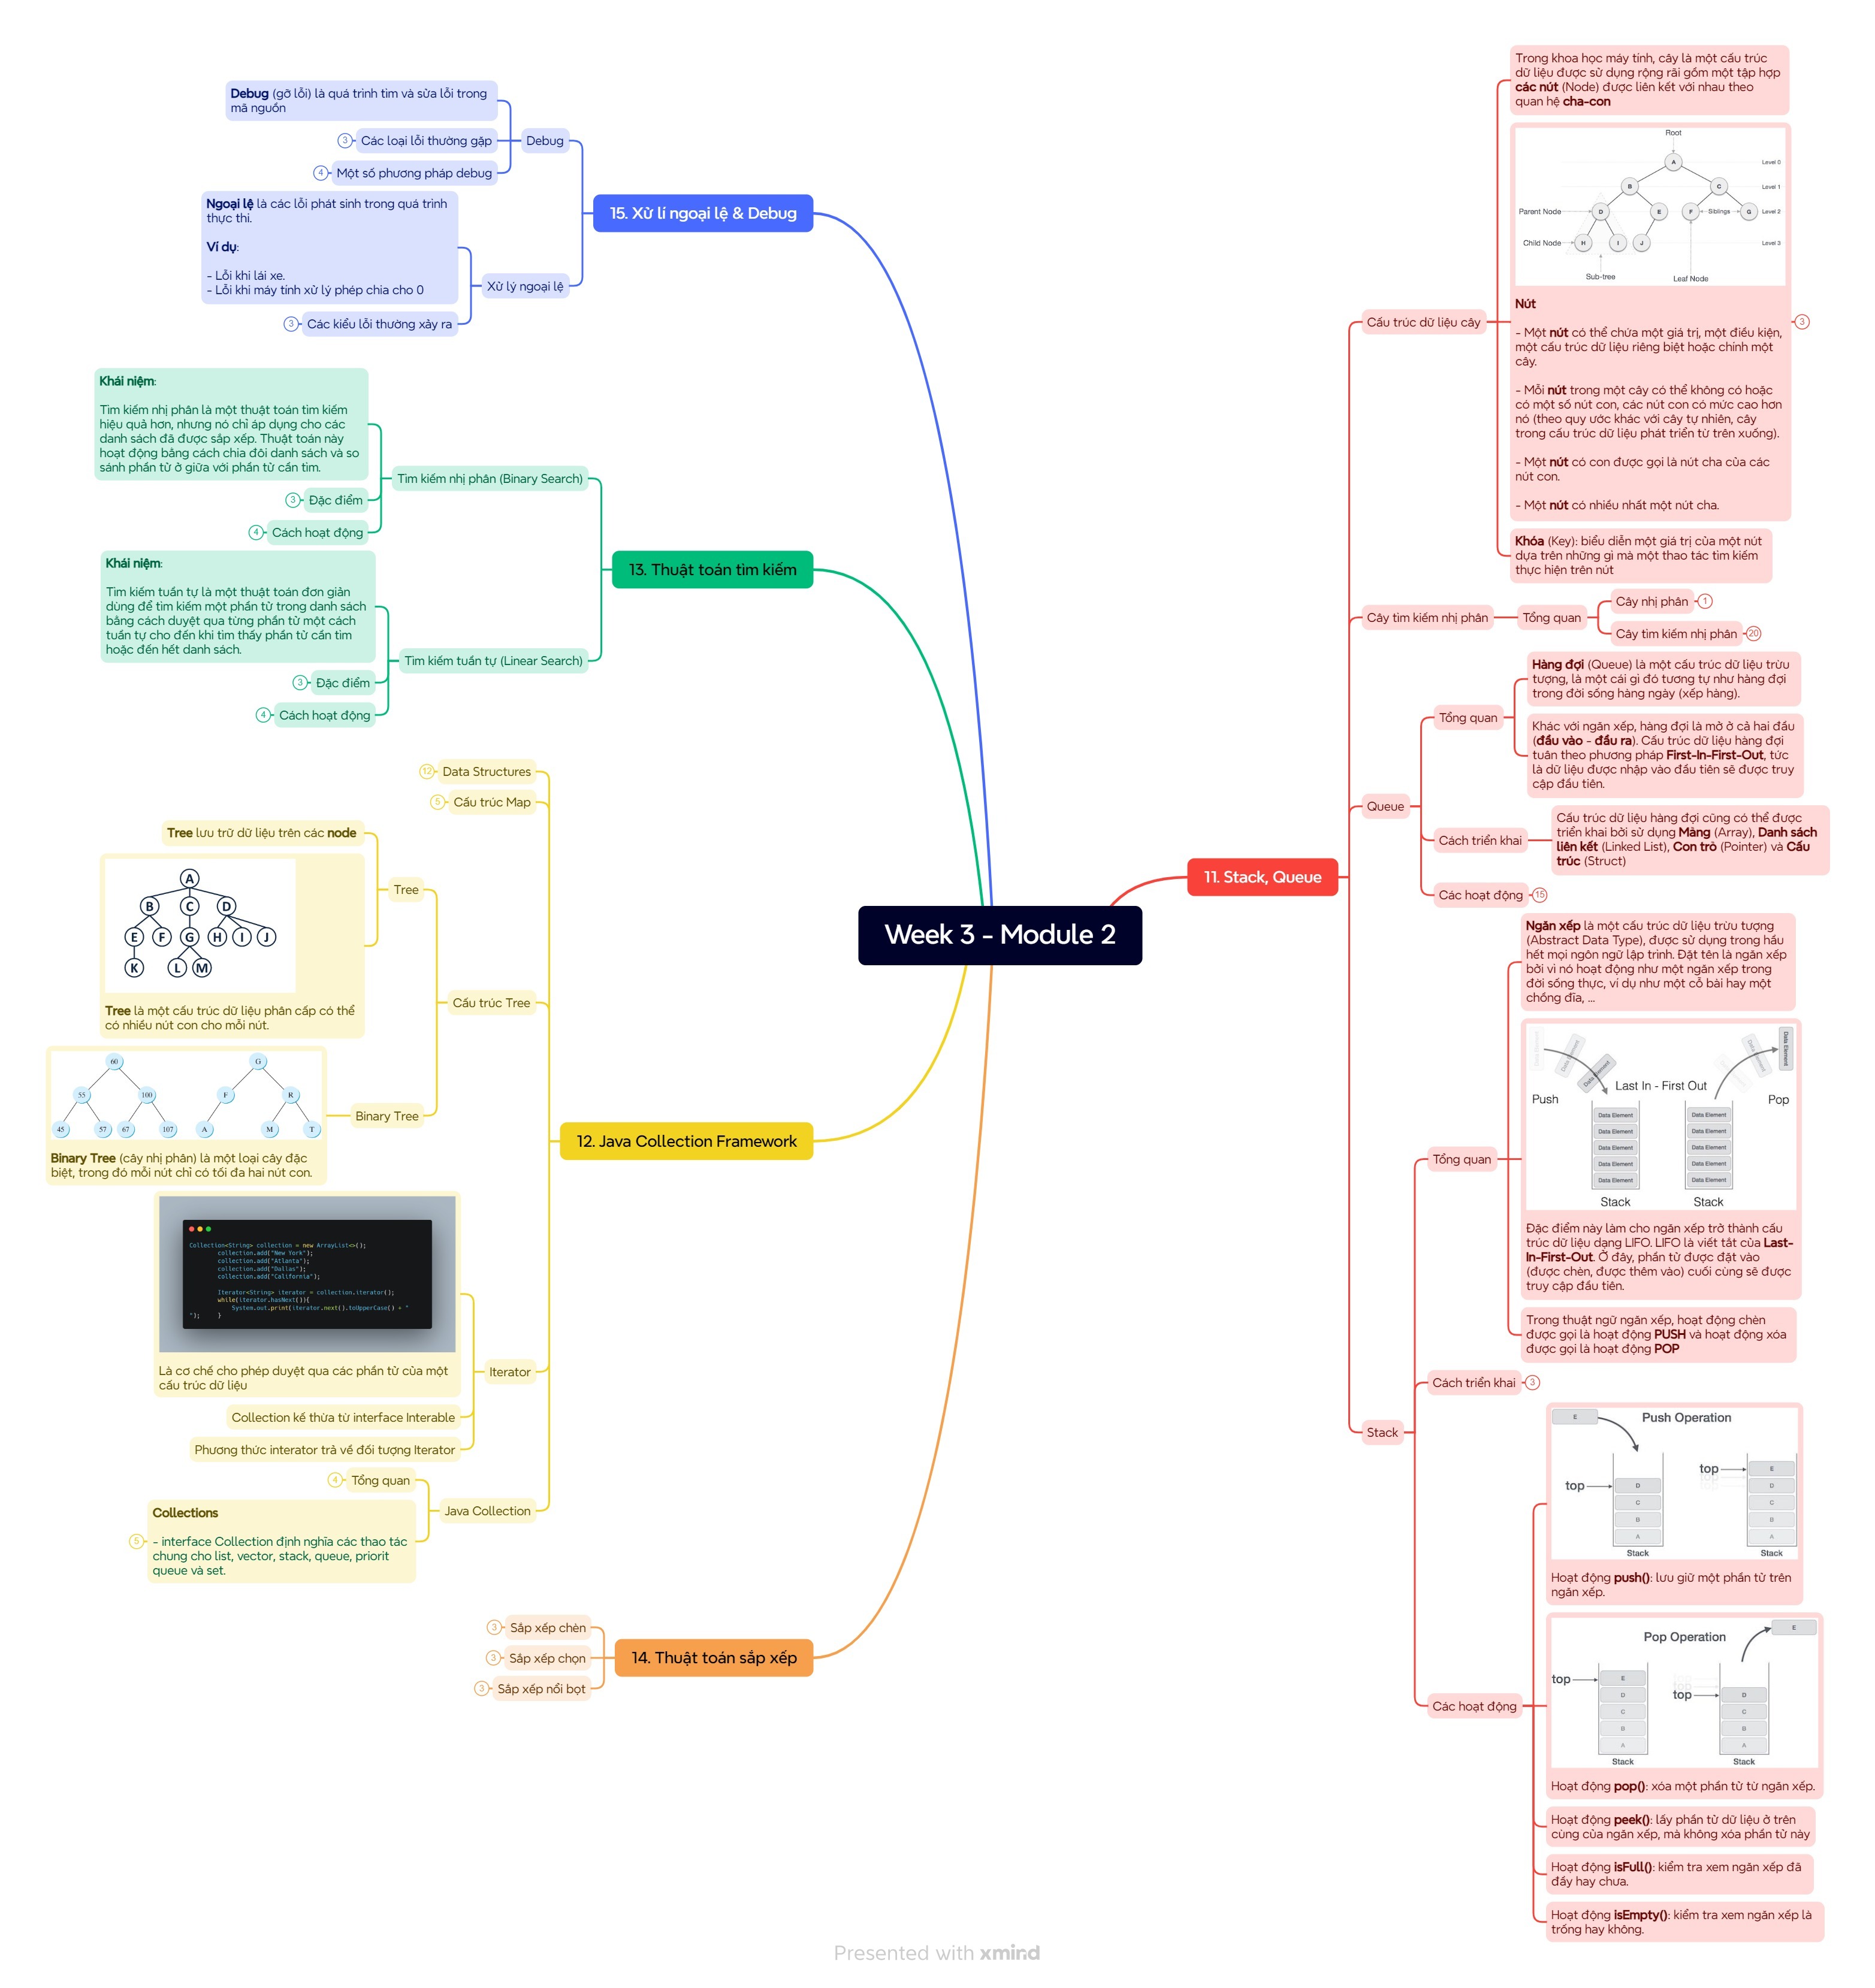 Week 3 - Module 2
11. Stack, Queue
Cấu trúc dữ liệu cây
Trong khoa học máy tính, cây là một cấu trúc
dữ liệu được sử dụng rộng rãi gồm một tập hợp
các nút (Node) được liên kết với nhau theo
quan hệ cha-con
Root
A
Level 0
B
C
Level 1
Parent Node
D
E
F
Siblings
G
Level 2
Child Node
H
I
J
Level 3
Sub-tree
Leaf Node
Nút
- Một nút có thể chứa một giá trị, một điều kiện,
một cấu trúc dữ liệu riêng biệt hoặc chính một
cây.
- Mỗi nút trong một cây có thể không có hoặc
có một số nút con, các nút con có mức cao hơn
nó (theo quy ước khác với cây tự nhiên, cây
trong cấu trúc dữ liệu phát triển từ trên xuống).
- Một nút có con được gọi là nút cha của các
nút con.
- Một nút có nhiều nhất một nút cha.
3
Khóa (Key): biểu diễn một giá trị của một nút
dựa trên những gì mà một thao tác tìm kiếm
thực hiện trên nút
Cây tìm kiếm nhị phân
Tổng quan
Cây nhị phân
1
Cây tìm kiếm nhị phân
20
Queue
Tổng quan
Hàng đợi (Queue) là một cấu trúc dữ liệu trừu
tượng, là một cái gì đó tương tự như hàng đợi
trong đời sống hàng ngày (xếp hàng).
Khác với ngăn xếp, hàng đợi là mở ở cả hai đầu
(đầu vào - đầu ra). Cấu trúc dữ liệu hàng đợi
tuân theo phương pháp First-In-First-Out, tức
là dữ liệu được nhập vào đầu tiên sẽ được truy
cập đầu tiên.
Cách triển khai
Cấu trúc dữ liệu hàng đợi cũng có thể được
triển khai bởi sử dụng Mảng (Array), Danh sách
liên kết (Linked List), Con trỏ (Pointer) và Cấu
trúc (Struct)
Các hoạt động
15
Stack
Tổng quan
Ngăn xếp là một cấu trúc dữ liệu trừu tượng
(Abstract Data Type), được sử dụng trong hầu
hết mọi ngôn ngữ lập trình. Đặt tên là ngăn xếp
bởi vì nó hoạt động như một ngăn xếp trong
đời sống thực, ví dụ như một cỗ bài hay một
chồng đĩa, ...
Data Element
Data Element
Data Element
Data Element
Data Element
Data Element
Last In - First Out
Push
Pop
Data Element
Data Element
Data Element
Data Element
Data Element
Data Element
Data Element
Data Element
Data Element
Data Element
Stack
Stack
Đặc điểm này làm cho ngăn xếp trở thành cấu
trúc dữ liệu dạng LIFO. LIFO là viết tắt của Last-
In-First-Out. Ở đây, phần tử được đặt vào
(được chèn, được thêm vào) cuối cùng sẽ được
truy cập đầu tiên.
Trong thuật ngữ ngăn xếp, hoạt động chèn
được gọi là hoạt động PUSH và hoạt động xóa
được gọi là hoạt động POP
Cách triển khai
3
Các hoạt động
E
Push Operation
top
D
C
B
A
Stack
top
top
top
E
D
C
B
A
Stack
Hoạt động push(): lưu giữ một phần tử trên
ngăn xếp.
Pop Operation
E
top
E
D
C
B
A
Stack
top
top
top
D
C
B
A
Stack
Hoạt động pop(): xóa một phần tử từ ngăn xếp.
Hoạt động peek(): lấy phần tử dữ liệu ở trên
cùng của ngăn xếp, mà không xóa phần tử này
Hoạt động isFull(): kiểm tra xem ngăn xếp đã
đầy hay chưa.
Hoạt động isEmpty(): kiểm tra xem ngăn xếp là
trống hay không.
15. Xử lí ngoại lệ & Debug
Debug
Debug (gỡ lỗi) là quá trình tìm và sửa lỗi trong
mã nguồn
Các loại lỗi thường gặp
3
Một số phương pháp debug
4
Xử lý ngoại lệ
Ngoại lệ là các lỗi phát sinh trong quá trình
thực thi.
Ví dụ:
- Lỗi khi lái xe.
- Lỗi khi máy tính xử lý phép chia cho 0
Các kiểu lỗi thường xảy ra
3
13. Thuật toán tìm kiếm
Tìm kiếm nhị phân (Binary Search)
Khái niệm:
Tìm kiếm nhị phân là một thuật toán tìm kiếm
hiệu quả hơn, nhưng nó chỉ áp dụng cho các
danh sách đã được sắp xếp. Thuật toán này
hoạt động bằng cách chia đôi danh sách và so
sánh phần tử ở giữa với phần tử cần tìm.
Đặc điểm
3
Cách hoạt động
4
Tìm kiếm tuần tự (Linear Search)
Khái niệm:
Tìm kiếm tuần tự là một thuật toán đơn giản
dùng để tìm kiếm một phần tử trong danh sách
bằng cách duyệt qua từng phần tử một cách
tuần tự cho đến khi tìm thấy phần tử cần tìm
hoặc đến hết danh sách.
Đặc điểm
3
Cách hoạt động
4
12. Java Collection Framework
Data Structures
12
Cấu trúc Map
5
Cấu trúc Tree
Tree
Tree lưu trữ dữ liệu trên các node
A
B
C
D
E
F
G
H
I
J
K
L
M
Tree là một cấu trúc dữ liệu phân cấp có thể
có nhiều nút con cho mỗi nút.
Binary Tree
60
55
100
45
57
67
107
G
F
R
A
M
T
Binary Tree (cây nhị phân) là một loại cây đặc
biệt, trong đó mỗi nút chỉ có tối đa hai nút con.
Iterator
Collection<String> collection = new ArrayList<>();
collection.add("New York");
collection.add("Atlanta");
collection.add("Dallas");
collection.add("California");
Iterator<String> iterator = collection.iterator();
while(iterator.hasNext()){
System.out.print(iterator.next().toUpperCase() + "
"); }
Là cơ chế cho phép duyệt qua các phần tử của một
cấu trúc dữ liệu
Collection kế thừa từ interface Interable
Phương thức interator trả về đối tượng Iterator
Java Collection
Tổng quan
4
Collections
- interface Collection định nghĩa các thao tác
chung cho list, vector, stack, queue, priorit
queue và set.
5
14. Thuật toán sắp xếp
Sắp xếp chèn
3
Sắp xếp chọn
3
Sắp xếp nổi bọt
3
Presented with xmind